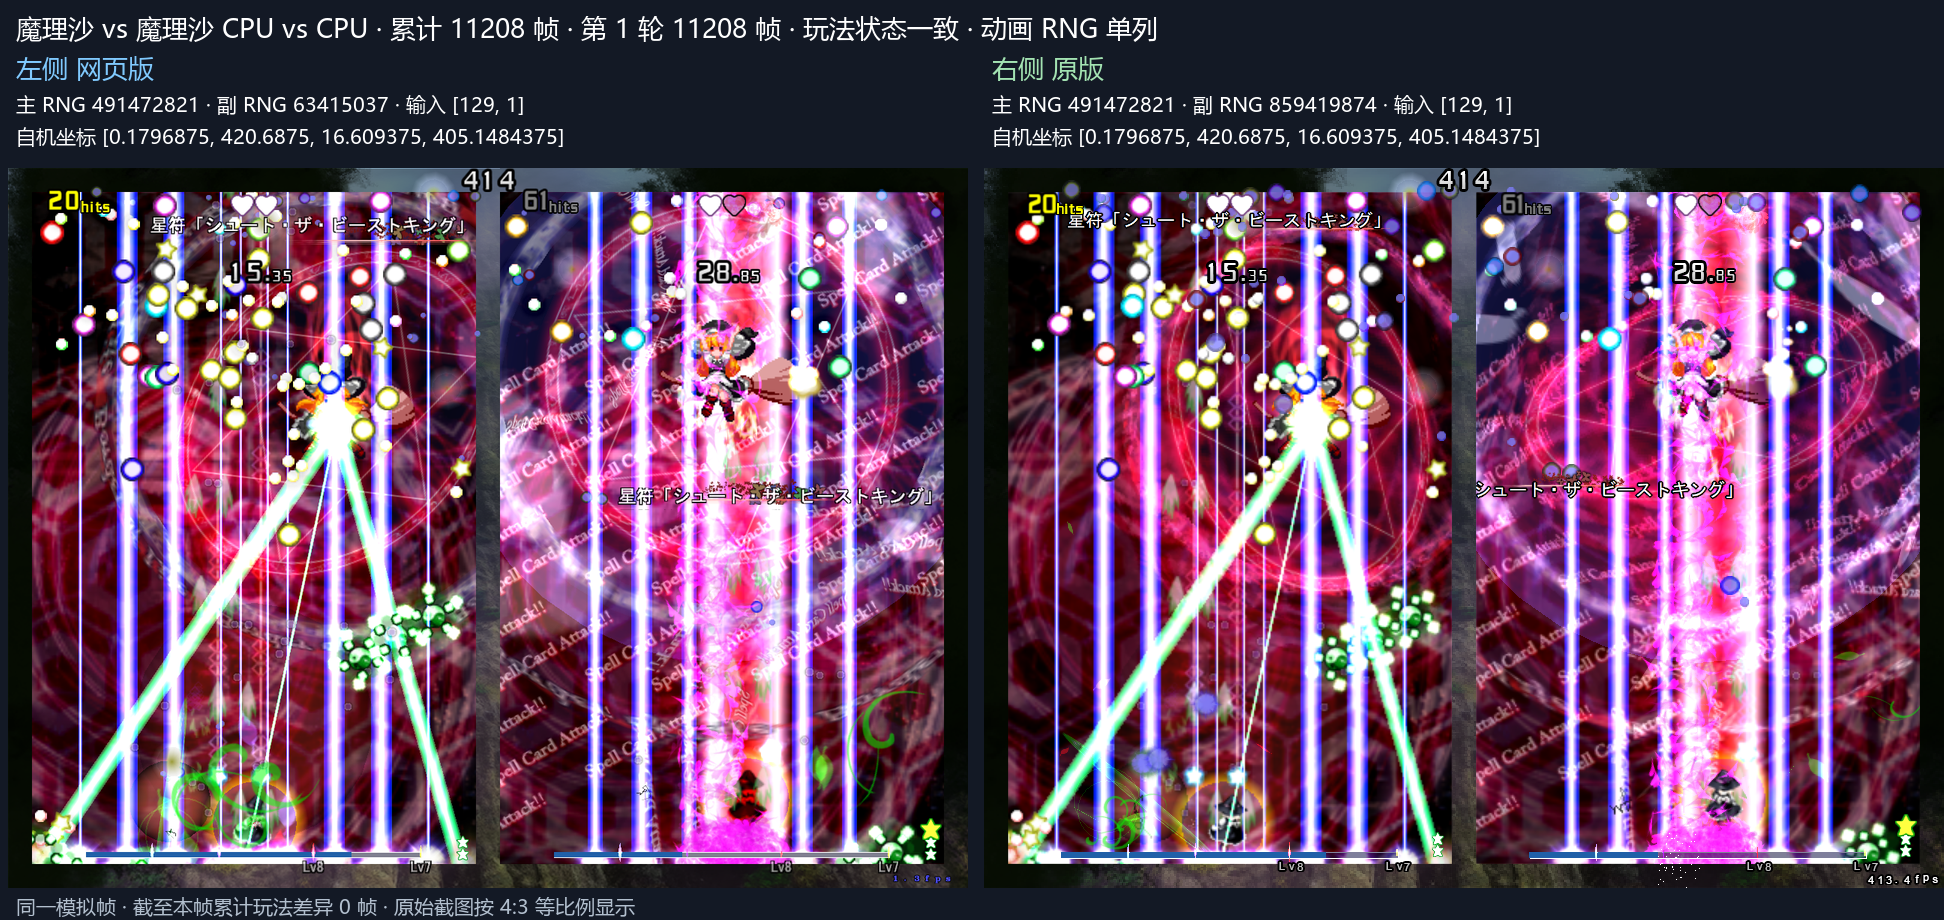 魔理沙 vs 魔理沙 CPU vs CPU · 累计 11208 帧 · 第 1 轮 11208 帧 · 玩法状态一致 · 动画 RNG 单列
左侧 网页版
主 RNG 491472821 · 副 RNG 63415037 · 输入 [129, 1]
自机坐标 [0.1796875, 420.6875, 16.609375, 405.1484375]
右侧 原版
主 RNG 491472821 · 副 RNG 859419874 · 输入 [129, 1]
自机坐标 [0.1796875, 420.6875, 16.609375, 405.1484375]
414
20hits
61hits
星符「シュート・ザ・ビーストキング」
15.35
28.85
Spell Card Attack!!
星符「シュート・ザ・ビーストキング」
Lv8
Lv7
Lv8
Lv7
1.3fps
414
20hits
61hits
星符「シュート・ザ・ビーストキング」
15.35
28.85
Spell Card Attack!!
シュート・ザ・ビーストキング」
Lv8
Lv7
Lv8
Lv7
413.4fps
同一模拟帧 · 截至本帧累计玩法差异 0 帧 · 原始截图按 4:3 等比例显示